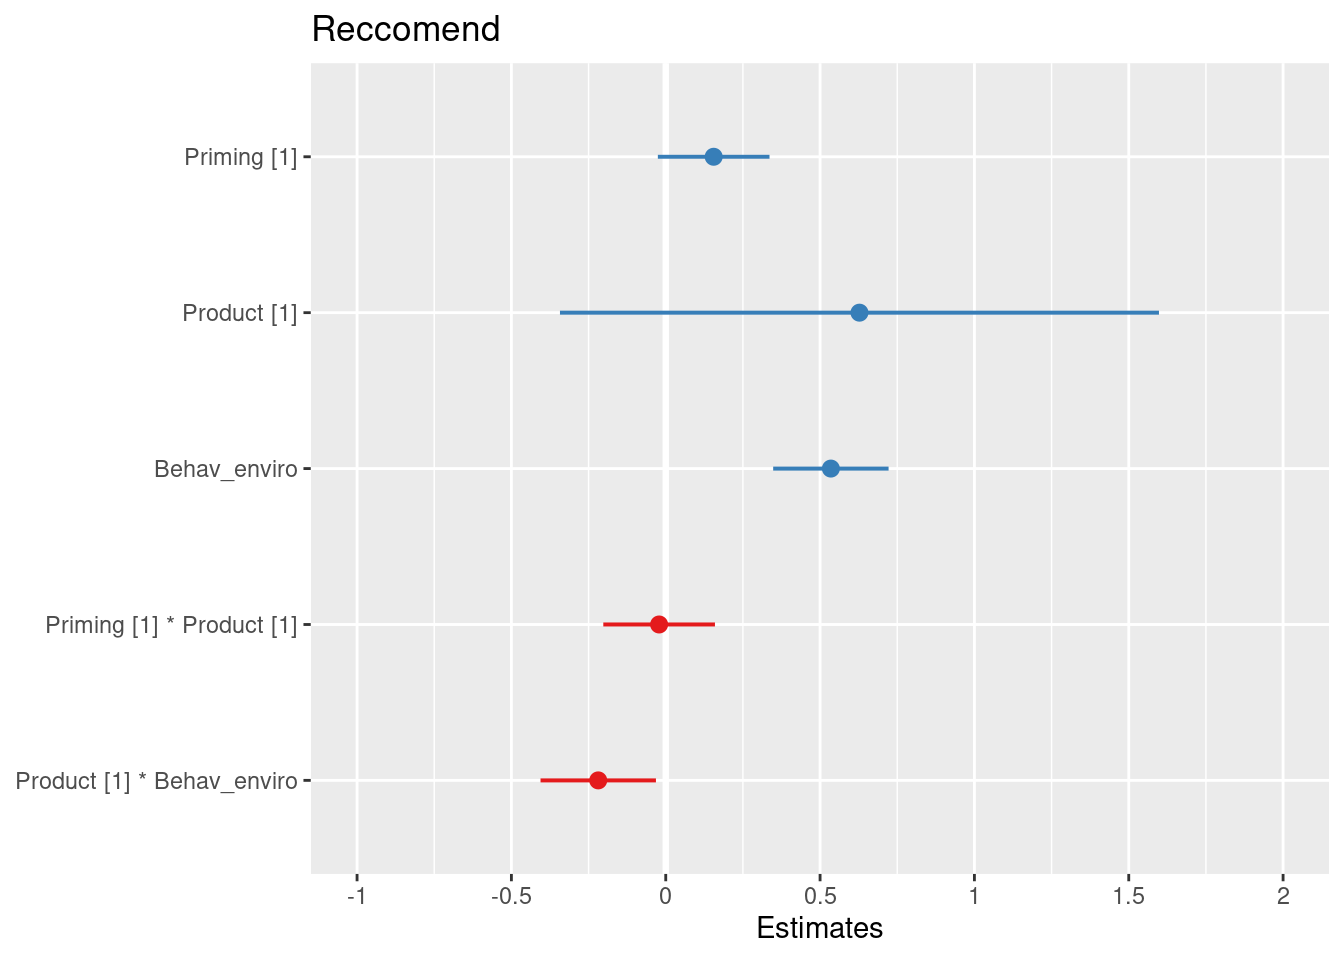 Reccomend
Priming [1]
Product [1]
Behav_enviro
Priming [1] * Product [1]
Product [1] * Behav_enviro
-1 -0.5 0 0.5 1 1.5 2
Estimates